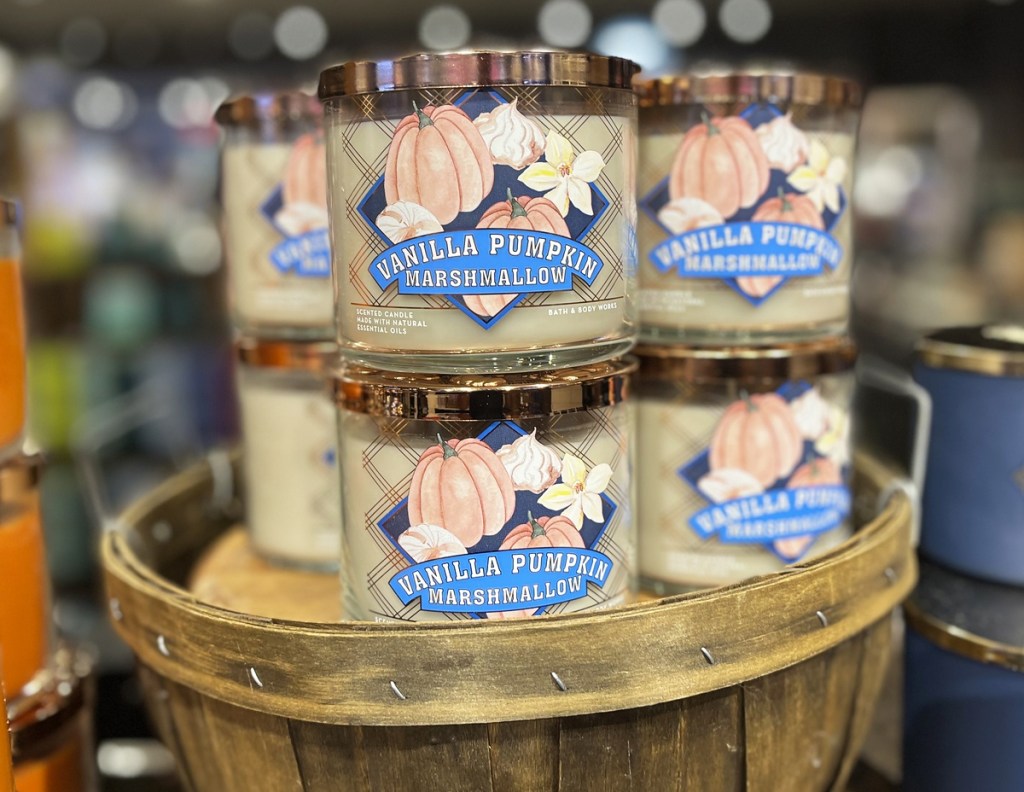 VANILLA PUMPKIN
MARSHMALLOW
SCENTED CANDLE
MADE WITH NATURAL
ESSENTIAL OILS
BATH & BODY WORKS
VANILLA PUMPKIN
MARSHMALLOW
VANILLA PUMPKIN
MARSHMALLOW
VANILLA PUMPKIN
MARSHMALLOW